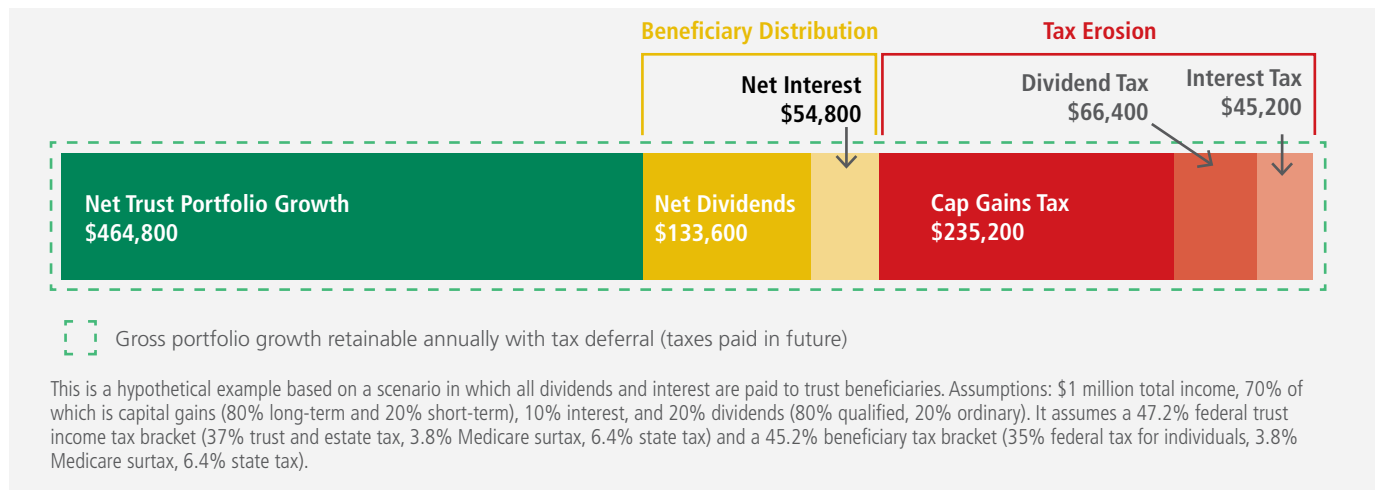 Beneficiary Distribution
Tax Erosion
Net Interest
$54,800
Dividend Tax
$66,400
Interest Tax
$45,200
Net Trust Portfolio Growth
$464,800
Net Dividends
$133,600
Cap Gains Tax
$235,200
Gross portfolio growth retainable annually with tax deferral (taxes paid in future)
This is a hypothetical example based on a scenario in which all dividends and interest are paid to trust beneficiaries. Assumptions: $1 million total income, 70% of
which is capital gains (80% long-term and 20% short-term), 10% interest, and 20% dividends (80% qualified, 20% ordinary). It assumes a 47.2% federal trust
income tax bracket (37% trust and estate tax, 3.8% Medicare surtax, 6.4% state tax) and a 45.2% beneficiary tax bracket (35% federal tax for individuals, 3.8%
Medicare surtax, 6.4% state tax).